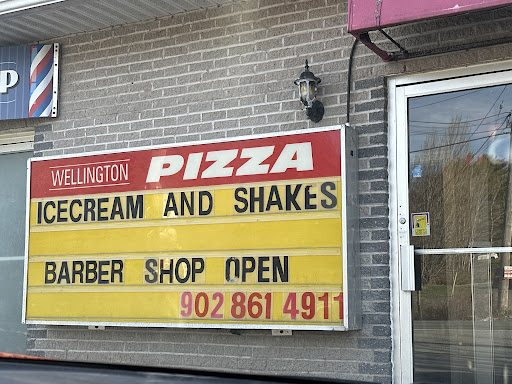 WELLINGTON PIZZA
ICECREAM AND SHAKES
BARBER SHOP OPEN
902 861 4911